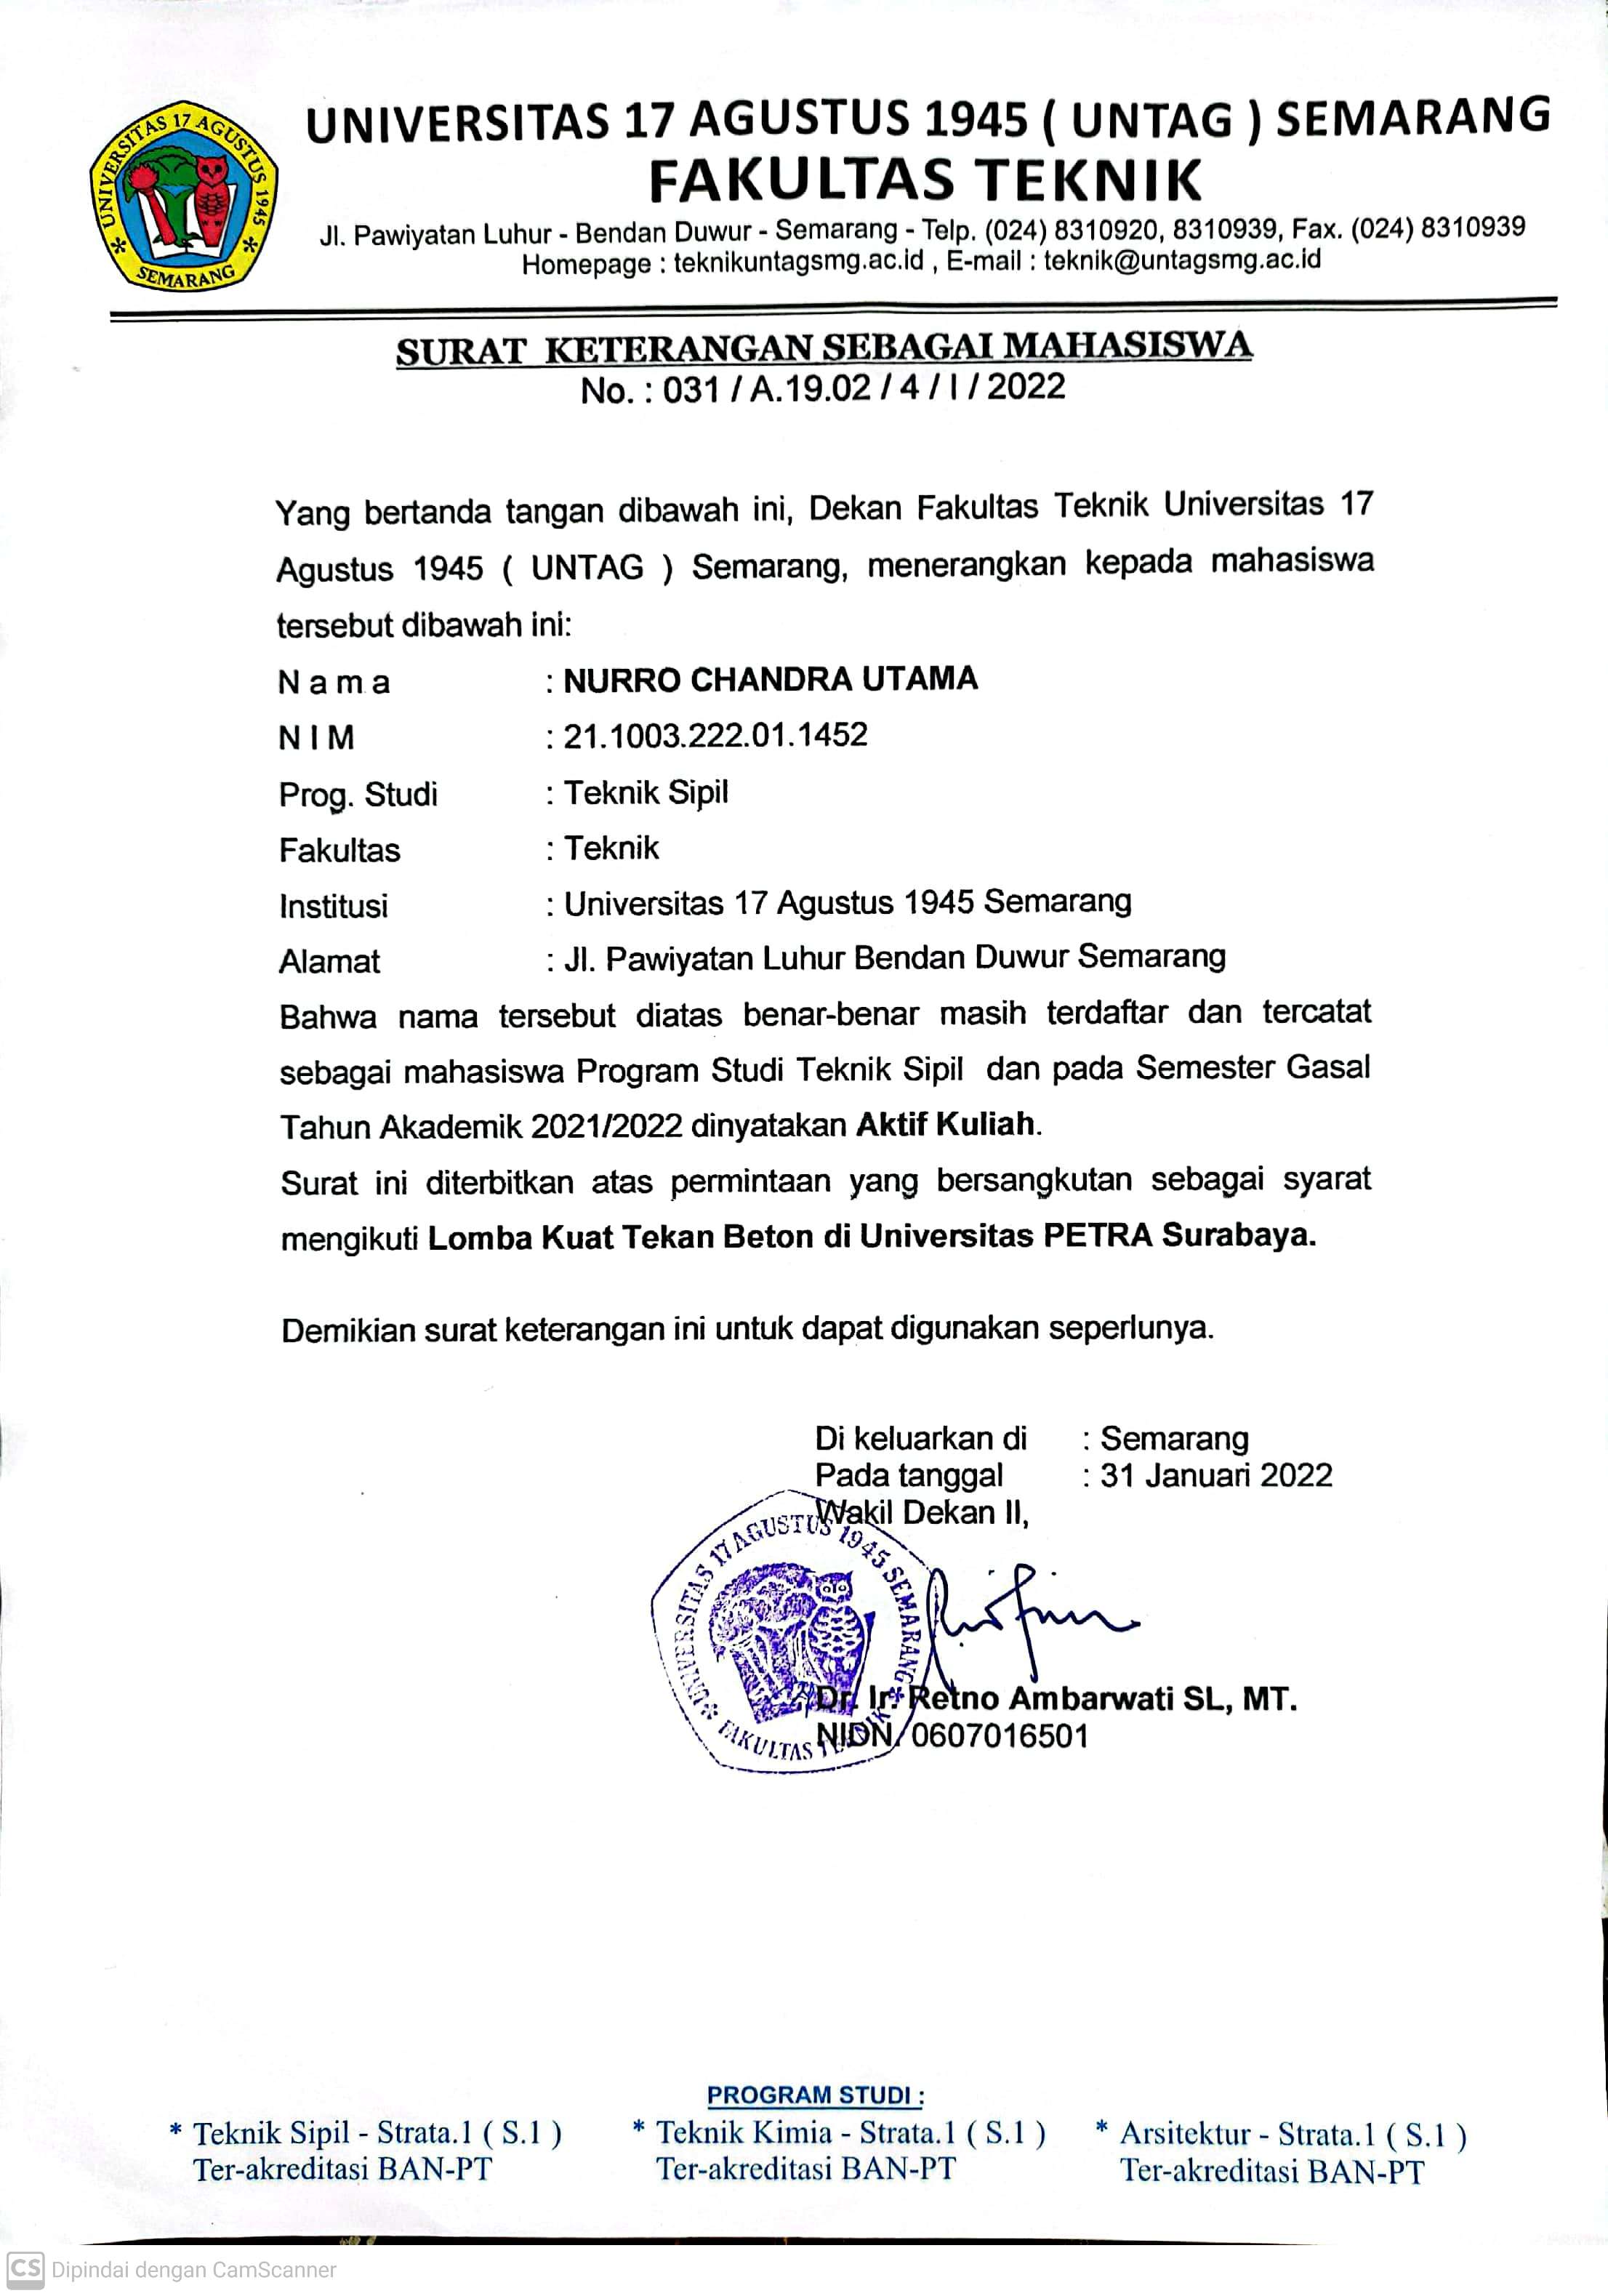 UNIVERSITAS 17 AGUSTUS 1945
SEMARANG
UNIVERSITAS 17 AGUSTUS 1945 ( UNTAG ) SEMARANG
FAKULTAS TEKNIK
Jl. Pawiyatan Luhur - Bendan Duwur - Semarang - Telp. (024) 8310920, 8310939, Fax. (024) 8310939
Homepage : teknikuntagsmg.ac.id , E-mail : teknik@untagsmg.ac.id
SURAT KETERANGAN SEBAGAI MAHASISWA
No. : 031 / A.19.02 / 4 / I / 2022
Yang bertanda tangan dibawah ini, Dekan Fakultas Teknik Universitas 17
Agustus 1945 ( UNTAG ) Semarang, menerangkan kepada mahasiswa
tersebut dibawah ini:
N a m a : NURRO CHANDRA UTAMA
N I M : 21.1003.222.01.1452
Prog. Studi : Teknik Sipil
Fakultas : Teknik
Institusi : Universitas 17 Agustus 1945 Semarang
Alamat : Jl. Pawiyatan Luhur Bendan Duwur Semarang
Bahwa nama tersebut diatas benar-benar masih terdaftar dan tercatat
sebagai mahasiswa Program Studi Teknik Sipil dan pada Semester Gasal
Tahun Akademik 2021/2022 dinyatakan Aktif Kuliah.
Surat ini diterbitkan atas permintaan yang bersangkutan sebagai syarat
mengikuti Lomba Kuat Tekan Beton di Universitas PETRA Surabaya.
Demikian surat keterangan ini untuk dapat digunakan seperlunya.
Di keluarkan di : Semarang
Pada tanggal : 31 Januari 2022
Wakil Dekan II,
UNIVERSITAS 17 AGUSTUS 1945 SEMARANG
FAKULTAS TEKNIK
Dr. Ir. Retno Ambarwati SL, MT.
NIDN. 0607016501
PROGRAM STUDI :
* Teknik Sipil - Strata.1 ( S.1 )
Ter-akreditasi BAN-PT
* Teknik Kimia - Strata.1 ( S.1 )
Ter-akreditasi BAN-PT
* Arsitektur - Strata.1 ( S.1 )
Ter-akreditasi BAN-PT
CS Dipindai dengan CamScanner